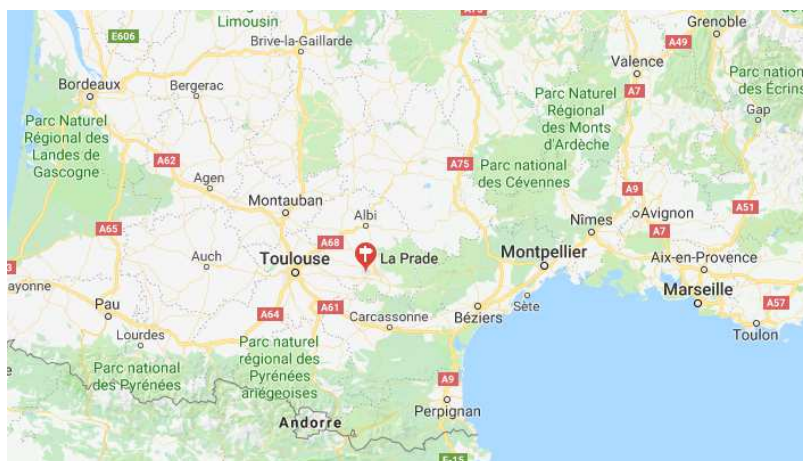 Limousin
E606
Brive-la-Gaillarde
Grenoble
A49
Valence
Bordeaux
Bergerac
Parc Naturel
Régional des
Monts
d'Ardèche
A7
Parc nation
des Écrins
Gap
Parc Naturel
Régional des
Landes de
Gascogne
A62
Agen
A75
Parc national
des Cévennes
A9
Montauban
Albi
A51
A65
A68
Nîmes
Avignon
A7
Auch
Toulouse
La Prade
Montpellier
Aix-en-Provence
3
ayonne
Pau
A64
A61
Carcassonne
Béziers
Sète
Marseille
A57
Toulon
Lourdes
Parc national
des Pyrénées
Parc naturel
régional des
Pyrénées
ariégeoises
A9
Perpignan
Andorre
E-15